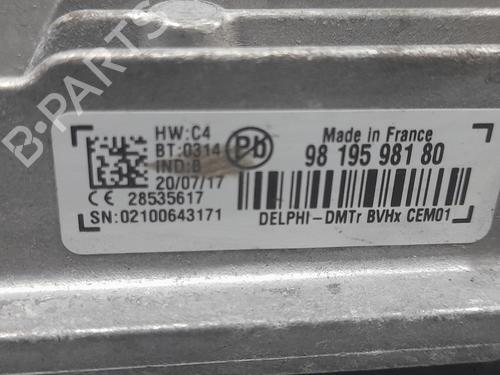 B-PARTS
HW:C4
BT:0314
IND:B
20/07/17
CE 28535617
SN:02100643171
Pb
Made in France
98 195 981 80
DELPHI-DMTr BVHx CEM01